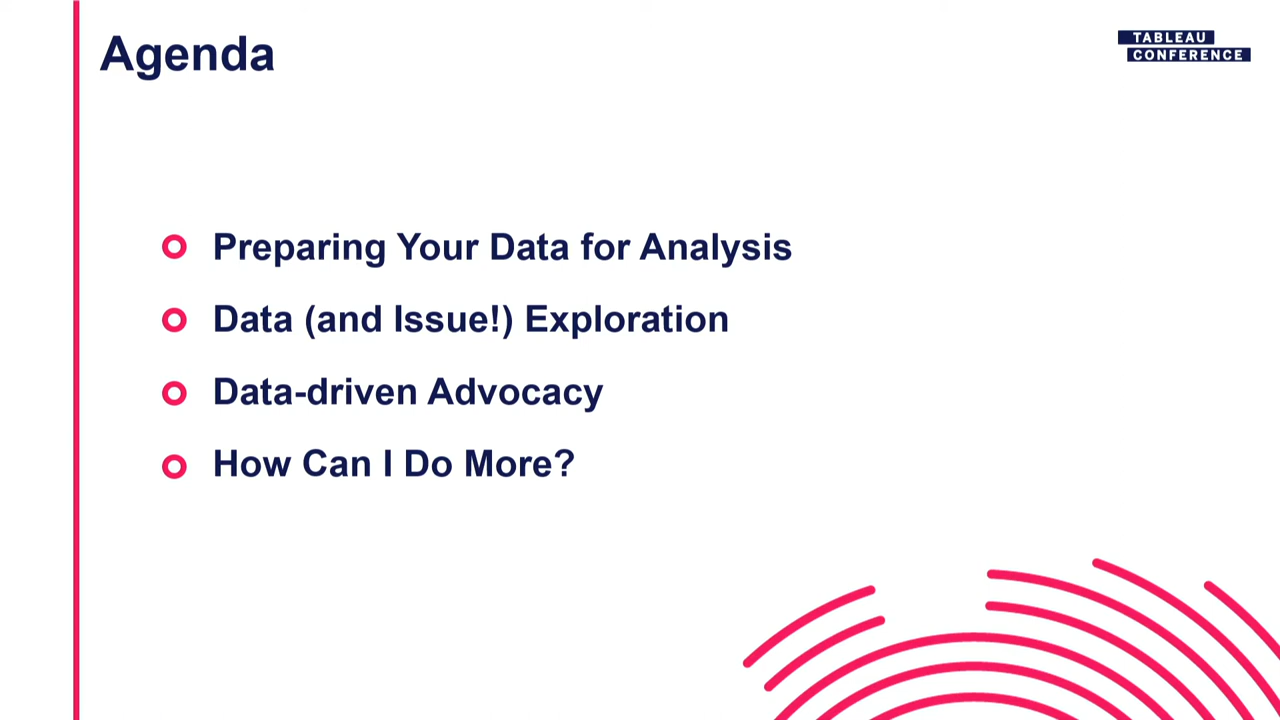 Agenda
TABLEAU
CONFERENCE
Preparing Your Data for Analysis
Data (and Issue!) Exploration
Data-driven Advocacy
How Can I Do More?